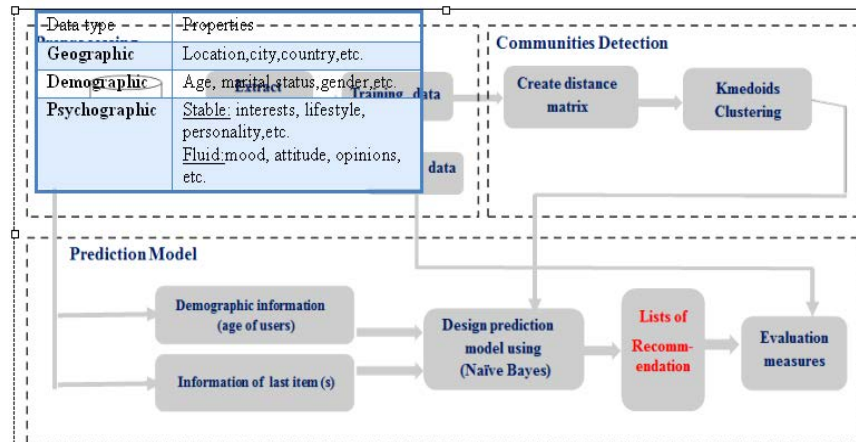 Data type Properties
Geographic Location,city,country,etc.
Demographic Age, marital status,gender,etc.
Psychographic Stable: interests, lifestyle,
personality,etc.
Fluid:mood, attitude, opinions,
etc.
Extract
Training data
data
Communities Detection
Create distance
matrix
Kmedoids
Clustering
Prediction Model
Demographic information
(age of users)
Information of last item (s)
Design prediction
model using
(Naïve Bayes)
Lists of
Recomm-
endation
Evaluation
measures